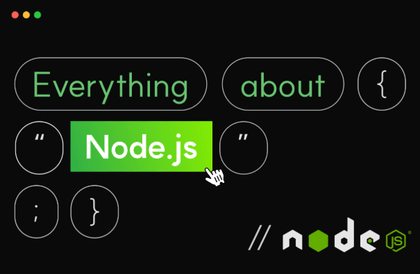 Everything about {
“ Node.js ”
; }
// node JS ®